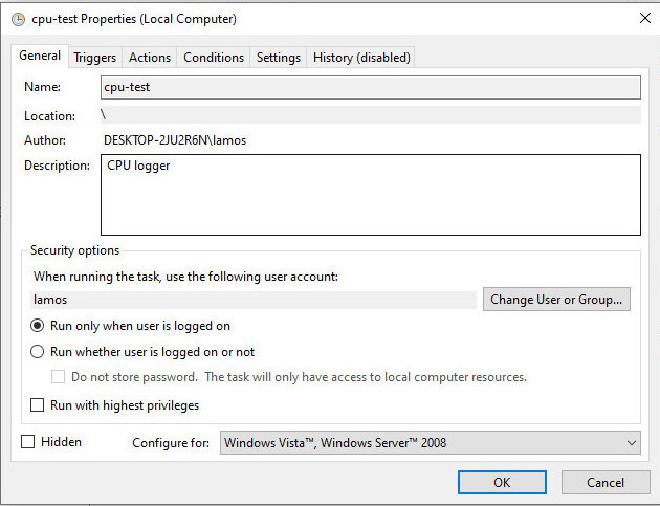 cpu-test Properties (Local Computer)
General Triggers Actions Conditions Settings History (disabled)
Name: cpu-test
Location: \
Author: DESKTOP-2JU2R6N\lamos
Description: CPU logger
Security options
When running the task, use the following user account:
lamos Change User or Group...
Run only when user is logged on
Run whether user is logged on or not
Do not store password. The task will only have access to local computer resources.
Run with highest privileges
Hidden Configure for: Windows Vista™, Windows Server™ 2008
OK Cancel